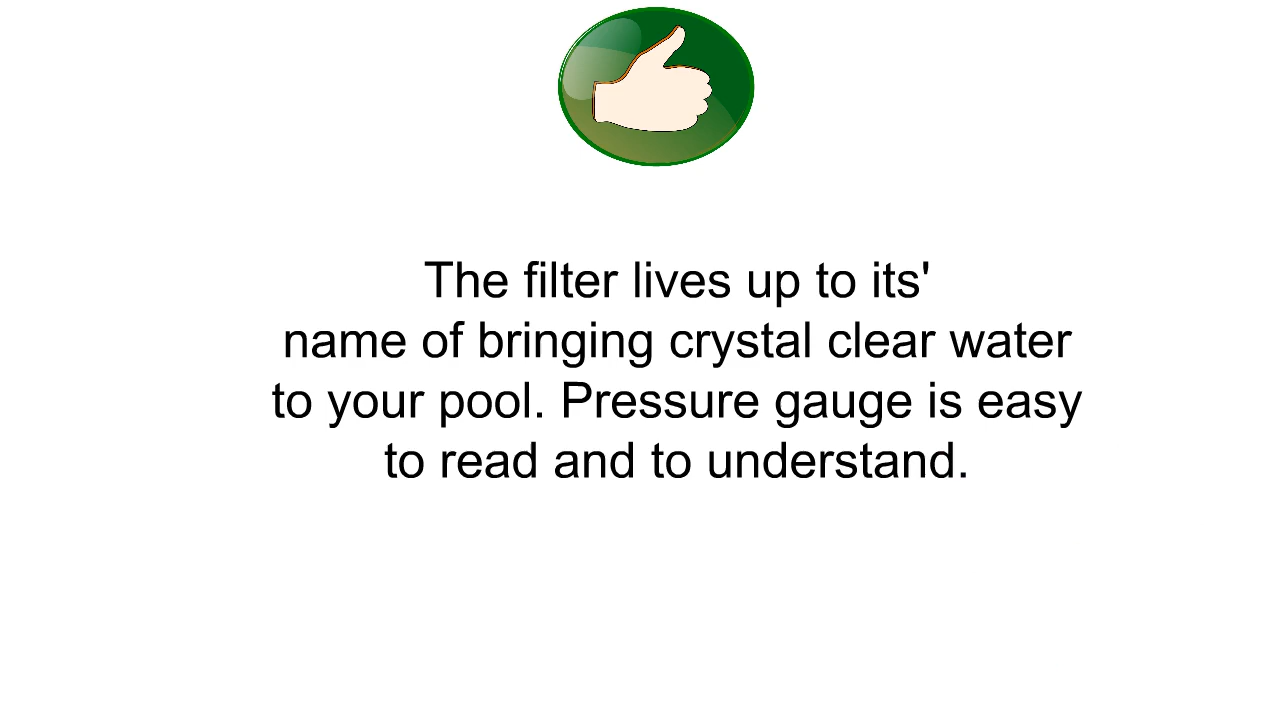 The filter lives up to its'
name of bringing crystal clear water
to your pool. Pressure gauge is easy
to read and to understand.